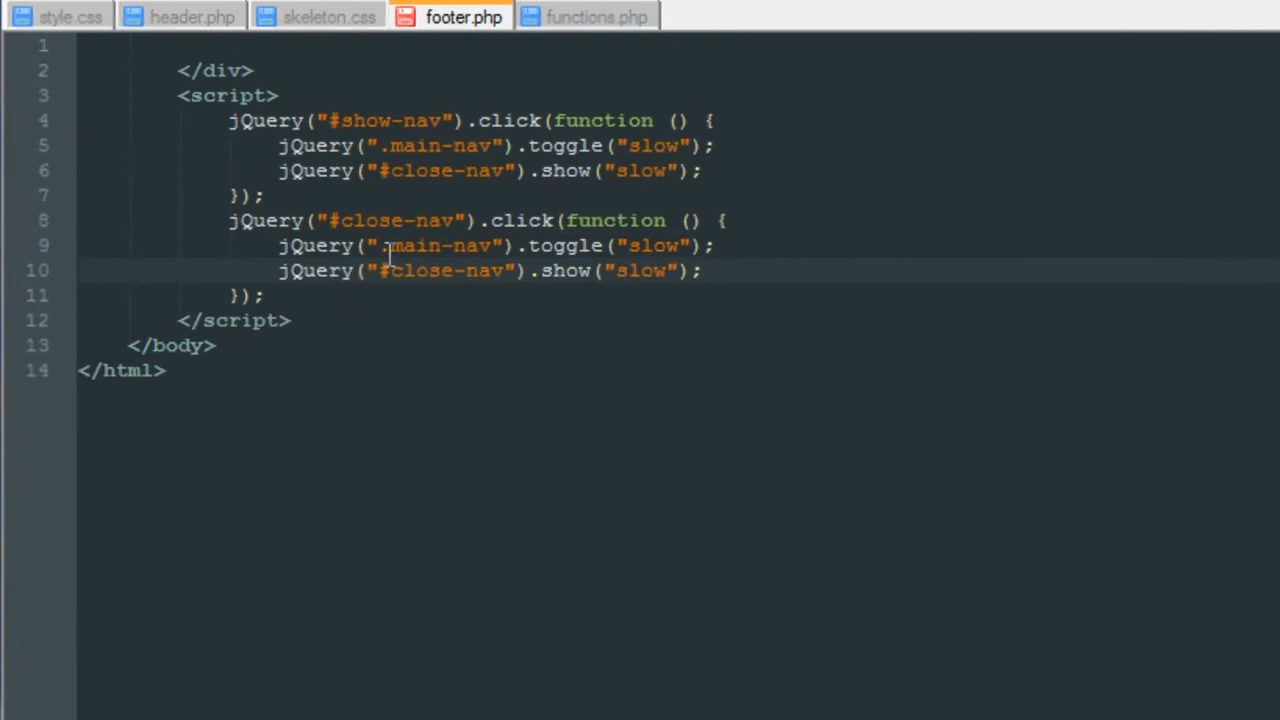 style.css header.php skeleton.css footer.php functions.php
1
2 </div>
3 <script>
4 jQuery("#show-nav").click(function () {
5 jQuery(".main-nav").toggle("slow");
6 jQuery("#close-nav").show("slow");
7 });
8 jQuery("#close-nav").click(function () {
9 jQuery(".main-nav").toggle("slow");
10 jQuery("#close-nav").show("slow");
11 });
12 </script>
13 </body>
14 </html>